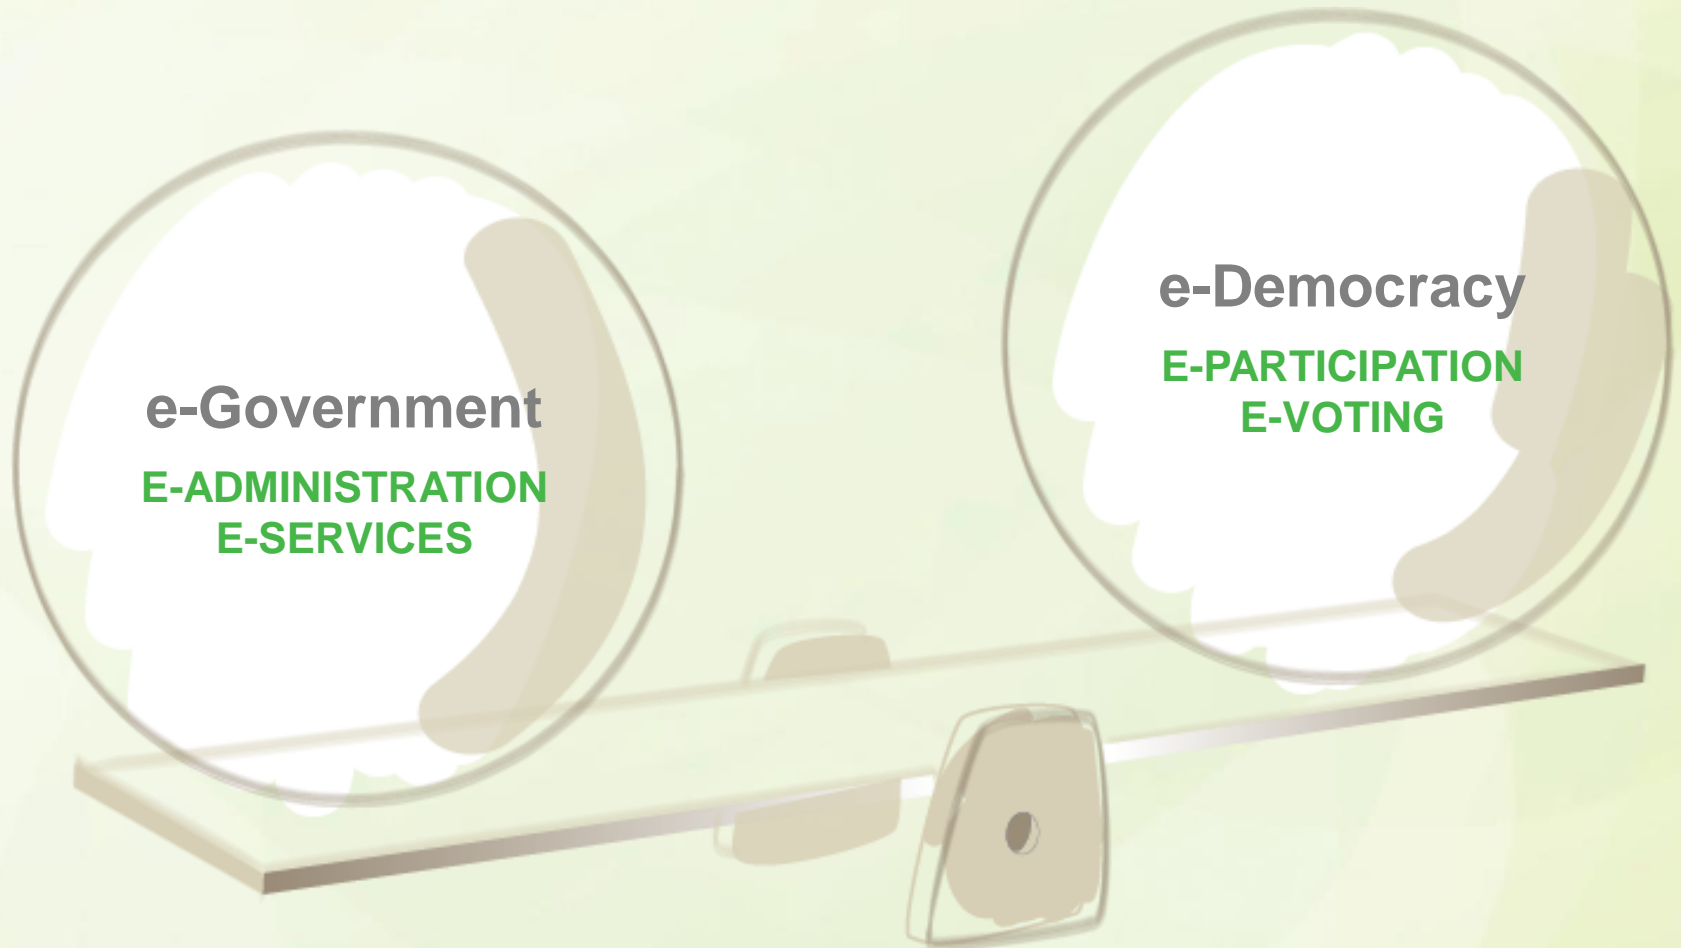 e-Government
E-ADMINISTRATION
E-SERVICES
e-Democracy
E-PARTICIPATION
E-VOTING